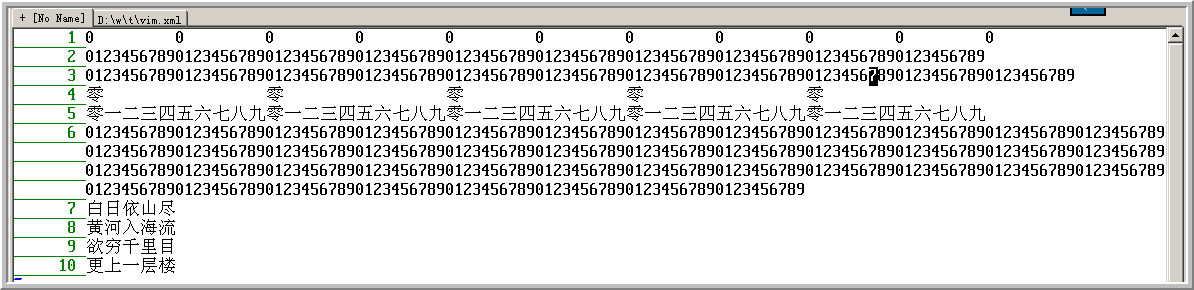 + [No Name] D:\w\t\vim.xml
1 0         0         0         0         0         0         0         0         0         0         0
2 0123456789012345678901234567890123456789012345678901234567890123456789012345678901234567890123456789
3 01234567890123456789012345678901234567890123456789012345678901234567890123456789012345678901234567890123456789
4 零                  零                  零                  零                  零
5 零一二三四五六七八九零一二三四五六七八九零一二三四五六七八九零一二三四五六七八九零一二三四五六七八九
6 012345678901234567890123456789012345678901234567890123456789012345678901234567890123456789012345678901234567890123456789
012345678901234567890123456789012345678901234567890123456789012345678901234567890123456789012345678901234567890123456789
012345678901234567890123456789012345678901234567890123456789012345678901234567890123456789012345678901234567890123456789
01234567890123456789012345678901234567890123456789012345678901234567890123456789
7 白日依山尽
8 黄河入海流
9 欲穷千里目
10 更上一层楼